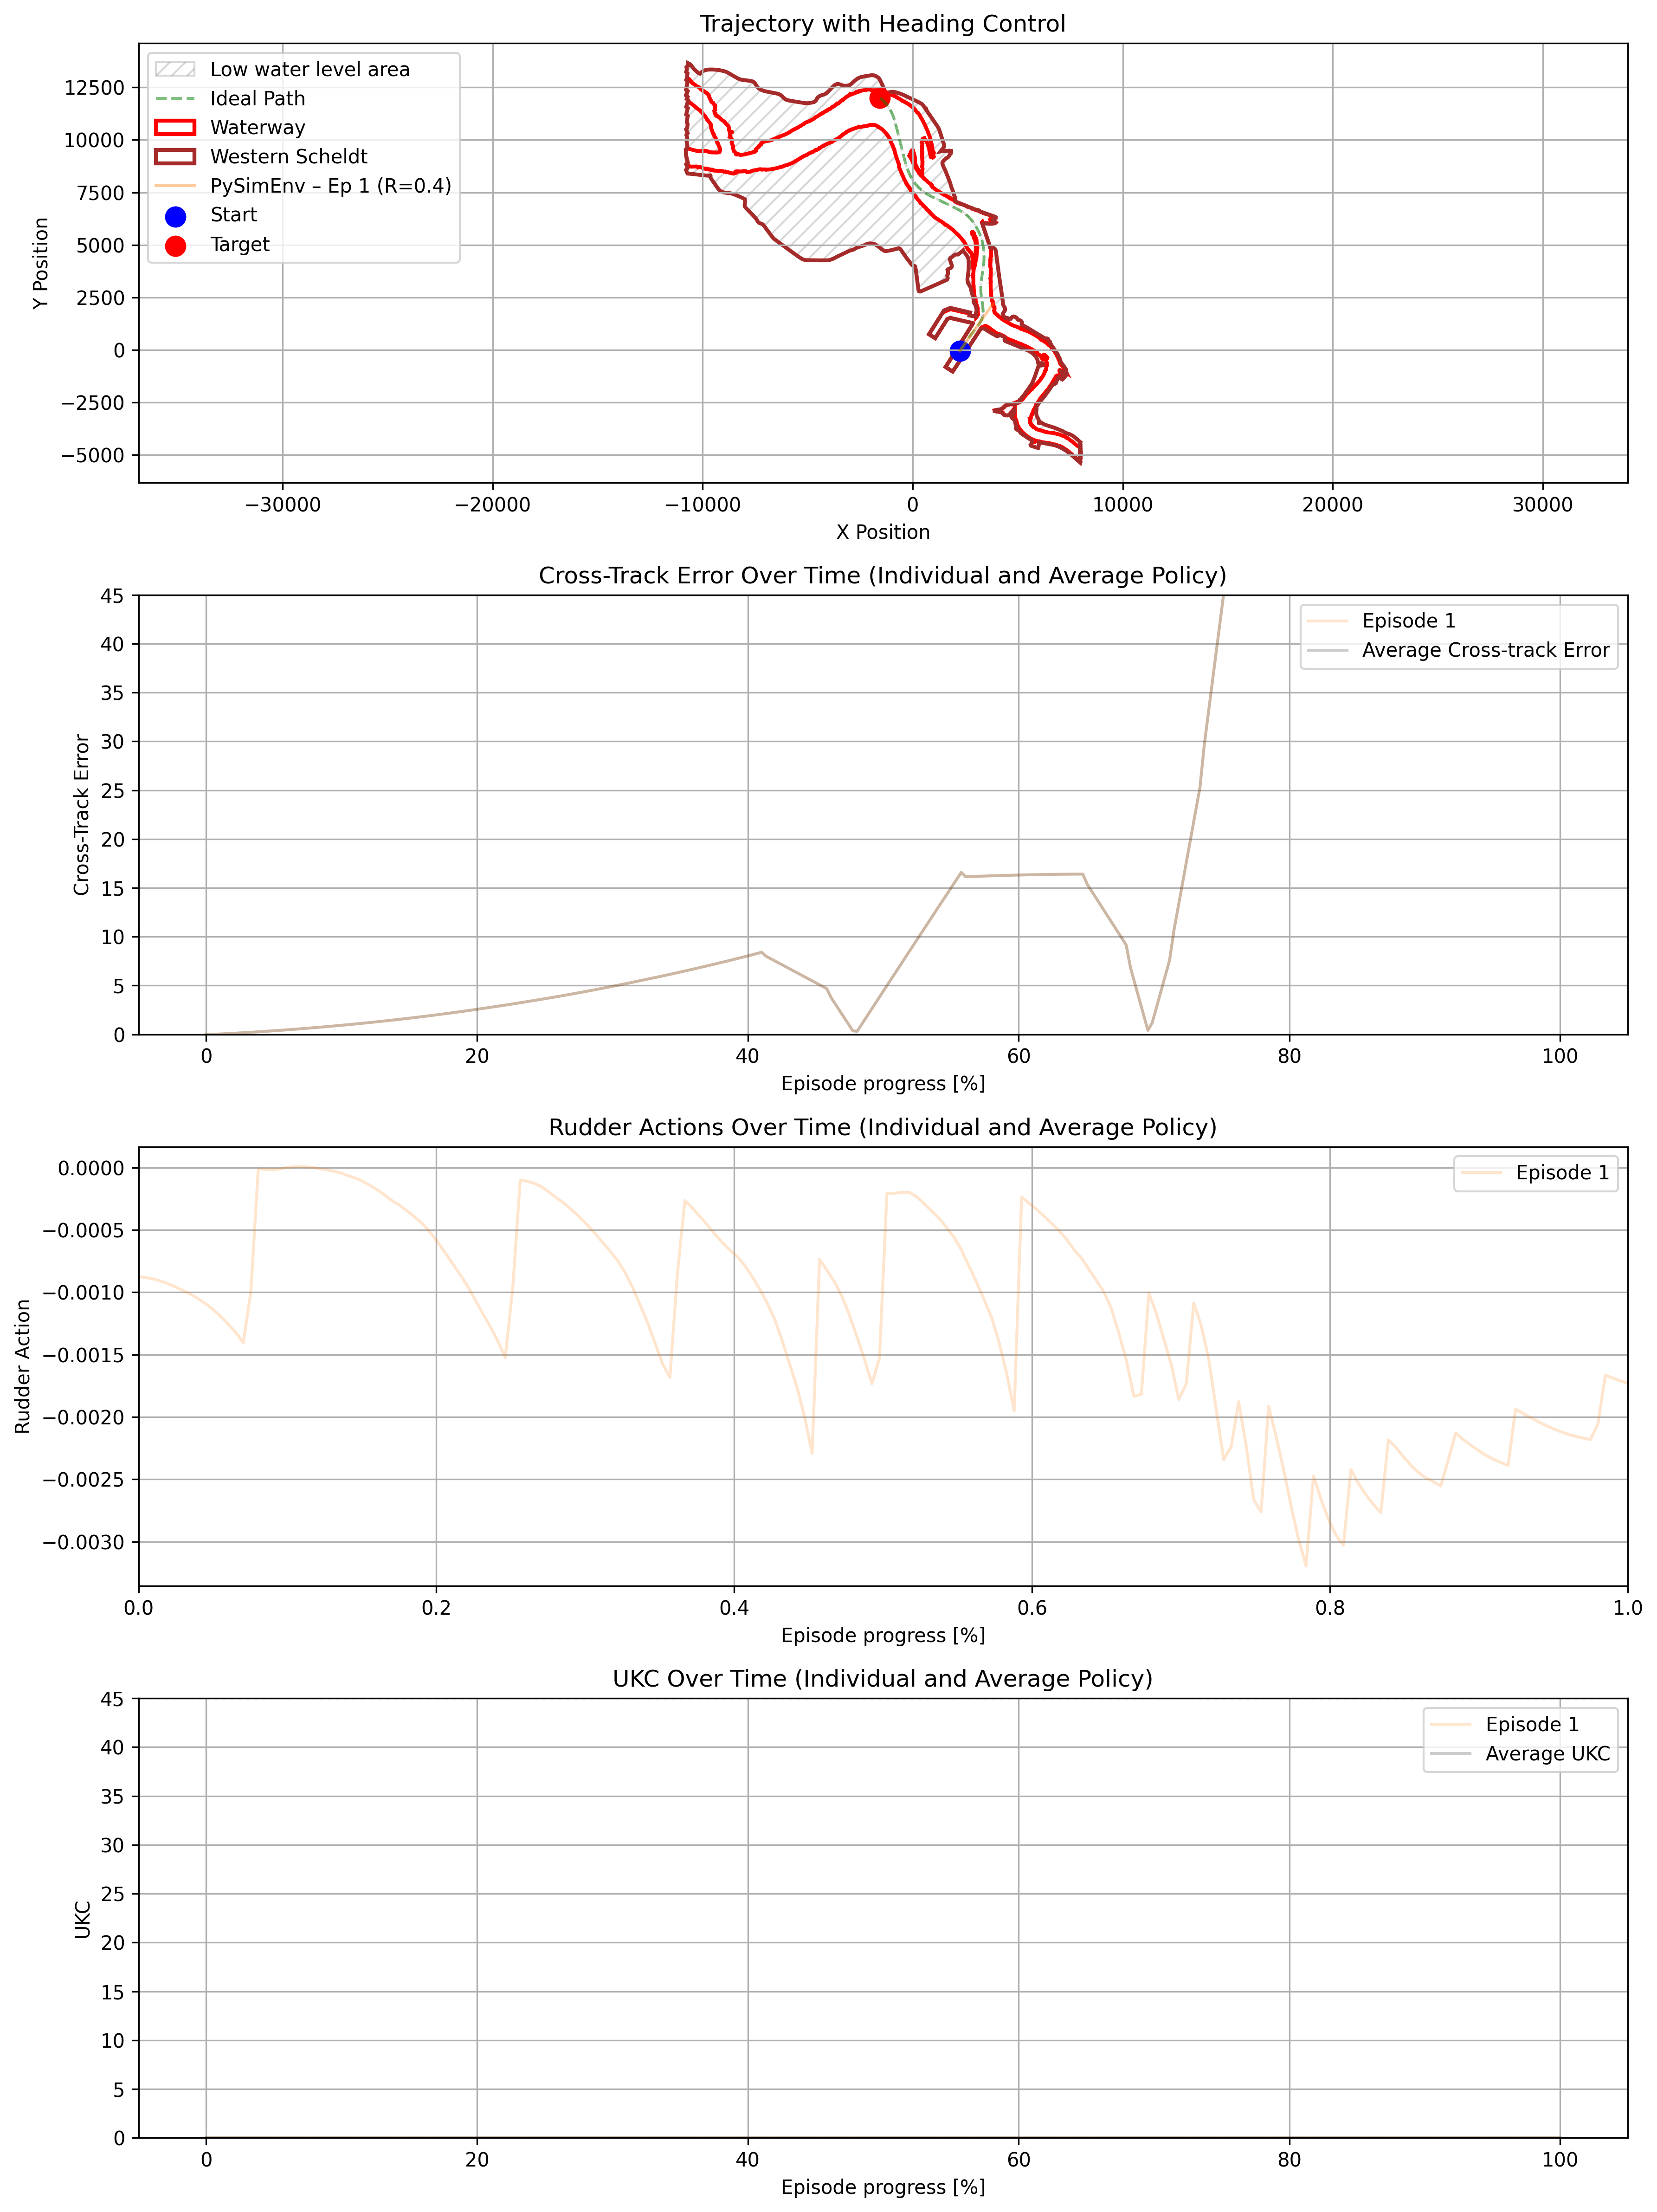 Trajectory with Heading Control
Low water level area
Ideal Path
Waterway
Western Scheldt
PySimEnv – Ep 1 (R=0.4)
Start
Target
Y Position
12500
10000
7500
5000
2500
0
−2500
−5000
−30000 −20000 −10000 0 10000 20000 30000
X Position
Cross-Track Error Over Time (Individual and Average Policy)
Episode 1
Average Cross-track Error
Cross-Track Error
45
40
35
30
25
20
15
10
5
0
0 20 40 60 80 100
Episode progress [%]
Rudder Actions Over Time (Individual and Average Policy)
Episode 1
Rudder Action
0.0000
−0.0005
−0.0010
−0.0015
−0.0020
−0.0025
−0.0030
0.0 0.2 0.4 0.6 0.8 1.0
Episode progress [%]
UKC Over Time (Individual and Average Policy)
Episode 1
Average UKC
UKC
45
40
35
30
25
20
15
10
5
0
0 20 40 60 80 100
Episode progress [%]